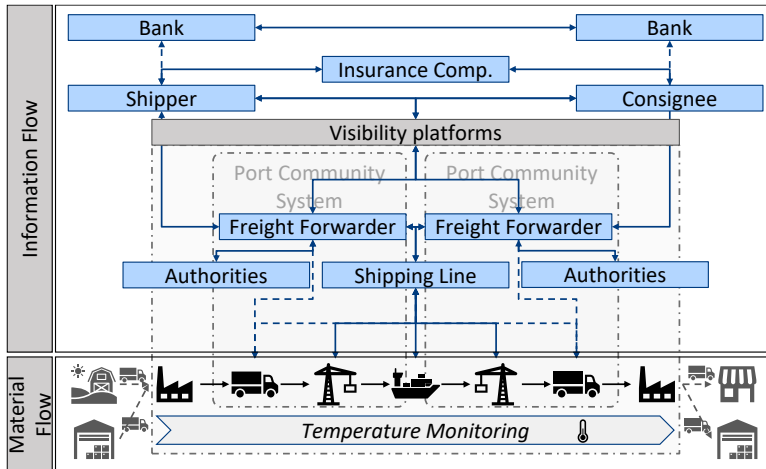 Information Flow
Bank
Bank
Insurance Comp.
Shipper
Consignee
Visibility platforms
Port Community
System
Port Community
System
Freight Forwarder
Freight Forwarder
Authorities
Shipping Line
Authorities
Material
Flow
Temperature Monitoring